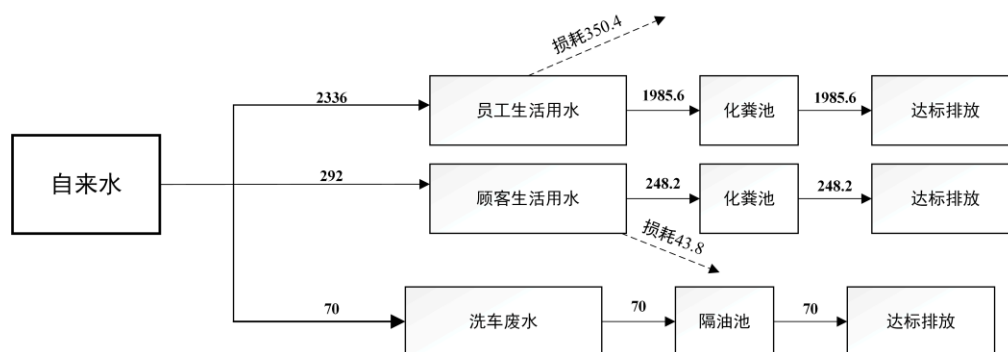 损耗350.4
2336
员工生活用水
1985.6
化粪池
1985.6
达标排放
自来水
292
顾客生活用水
248.2
化粪池
248.2
达标排放
损耗43.8
70
洗车废水
70
隔油池
70
达标排放